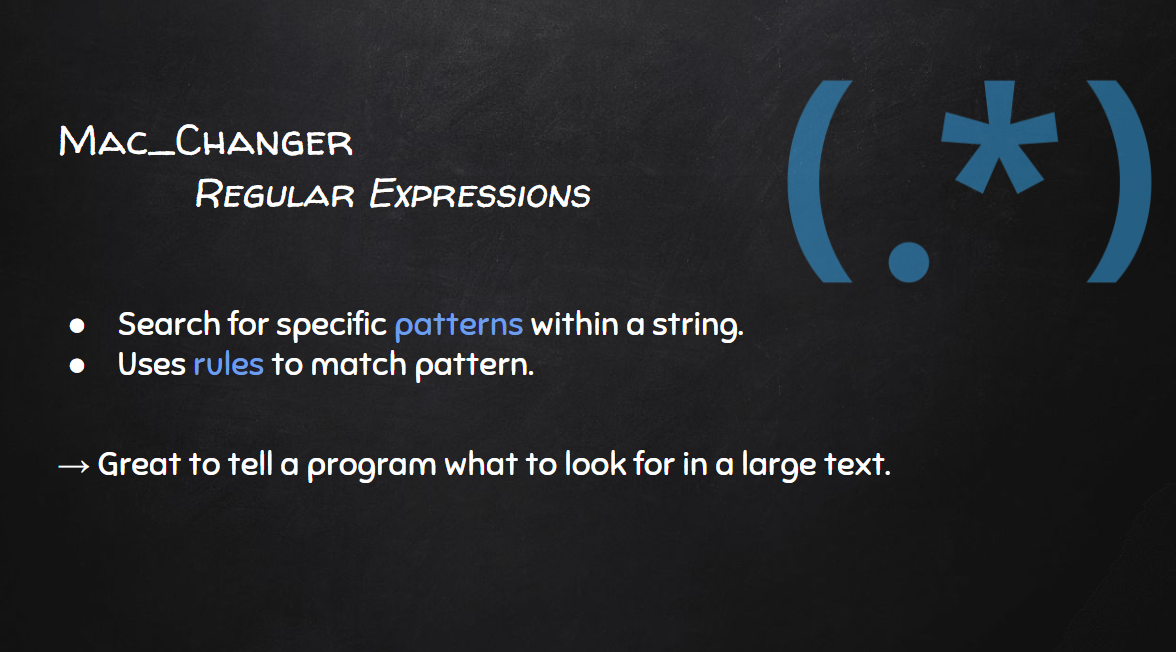 Mac_Changer
Regular Expressions
(.*)
● Search for specific patterns within a string.
● Uses rules to match pattern.
→ Great to tell a program what to look for in a large text.